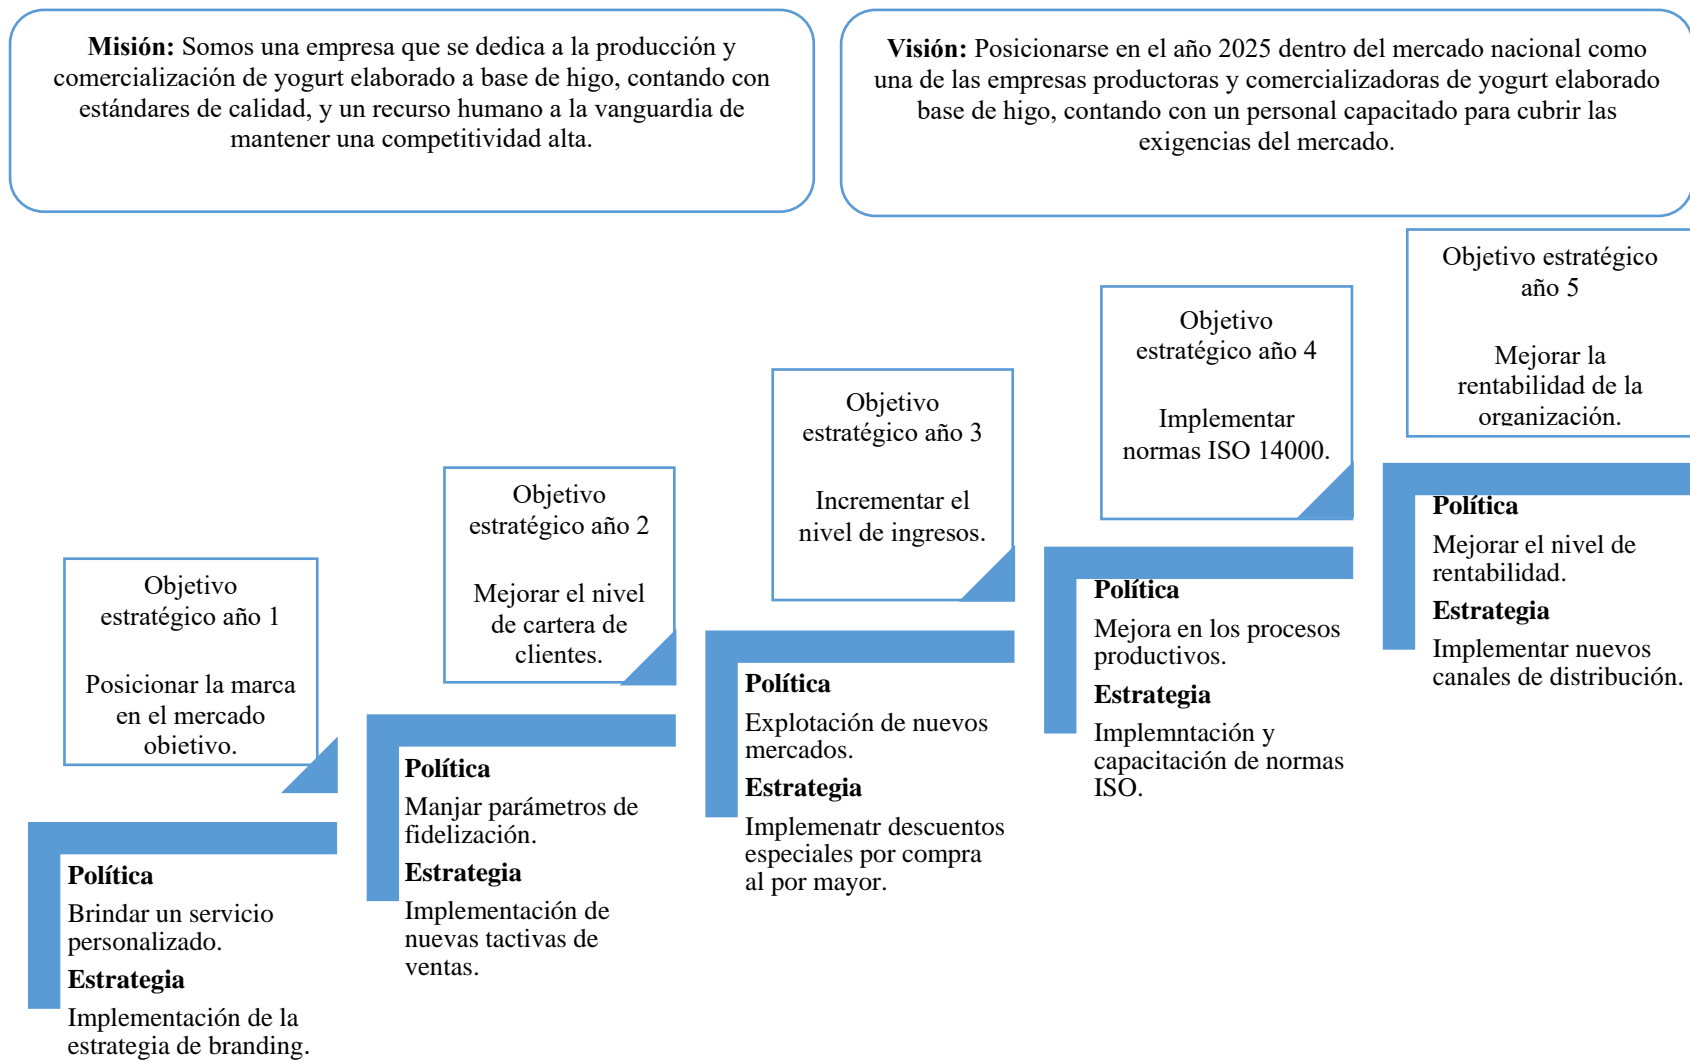 Misión: Somos una empresa que se dedica a la producción y
comercialización de yogurt elaborado a base de higo, contando con
estándares de calidad, y un recurso humano a la vanguardia de
mantener una competitividad alta.
Visión: Posicionarse en el año 2025 dentro del mercado nacional como
una de las empresas productoras y comercializadoras de yogurt elaborado
base de higo, contando con un personal capacitado para cubrir las
exigencias del mercado.
Objetivo
estratégico año 1
Posicionar la marca
en el mercado
objetivo.
Política
Brindar un servicio
personalizado.
Estrategia
Implementación de la
estrategia de branding.
Objetivo
estratégico año 2
Mejorar el nivel
de cartera de
clientes.
Política
Manjar parámetros de
fidelización.
Estrategia
Implementación de
nuevas tactivas de
ventas.
Objetivo
estratégico año 3
Incrementar el
nivel de ingresos.
Política
Explotación de nuevos
mercados.
Estrategia
Implemenatr descuentos
especiales por compra
al por mayor.
Objetivo
estratégico año 4
Implementar
normas ISO 14000.
Política
Mejora en los procesos
productivos.
Estrategia
Implemntación y
capacitación de normas
ISO.
Objetivo estratégico
año 5
Mejorar la
rentabilidad de la
organización.
Política
Mejorar el nivel de
rentabilidad.
Estrategia
Implementar nuevos
canales de distribución.